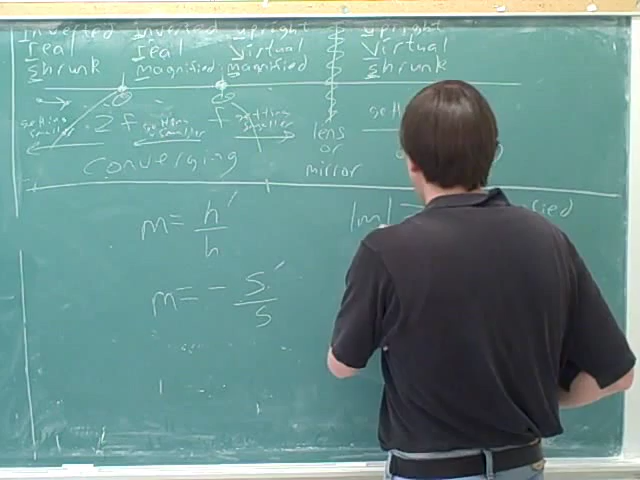 Inverted inverted upright upright
Real real Virtual Virtual
Shrunk magnified magnified Shrunk
getting smaller 2f getting smaller f getting smaller
Converging
lens
or
mirror
m = h'/h
|m|
m = - s'/s